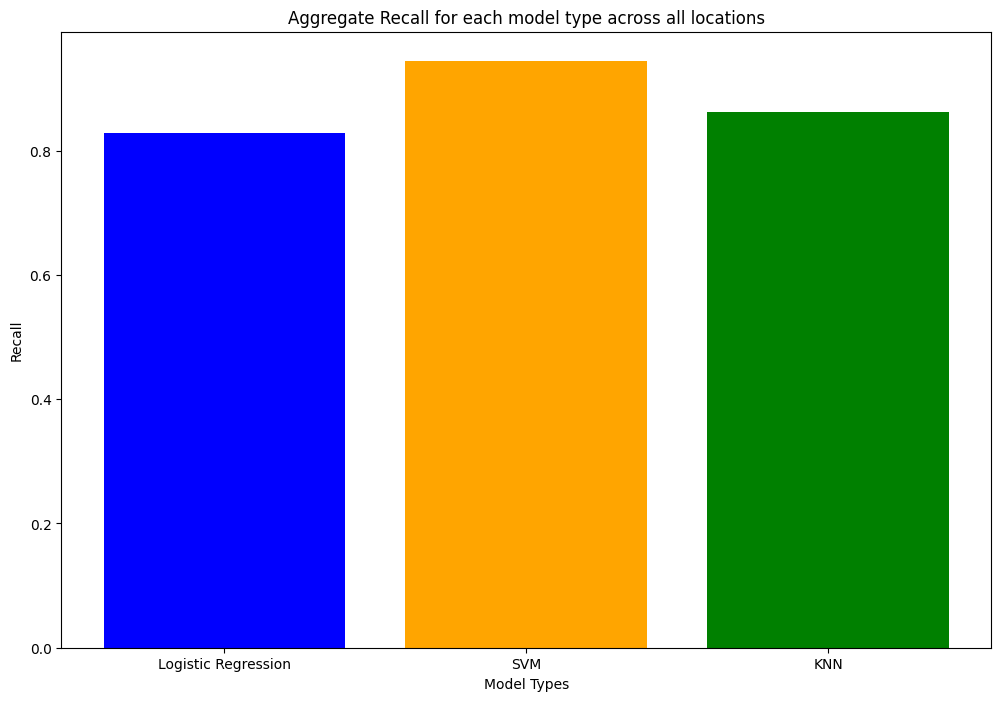 Aggregate Recall for each model type across all locations
Recall
0.8
0.6
0.4
0.2
0.0
Logistic Regression
SVM
KNN
Model Types